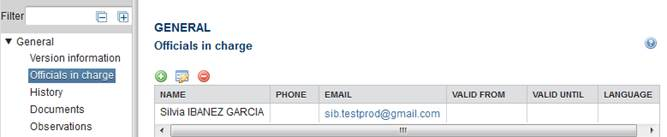 Filter
General
Version information
Officials in charge
History
Documents
Observations
GENERAL
Officials in charge
NAME PHONE EMAIL VALID FROM VALID UNTIL LANGUAGE
Silvia IBANEZ GARCIA sib.testprod@gmail.com